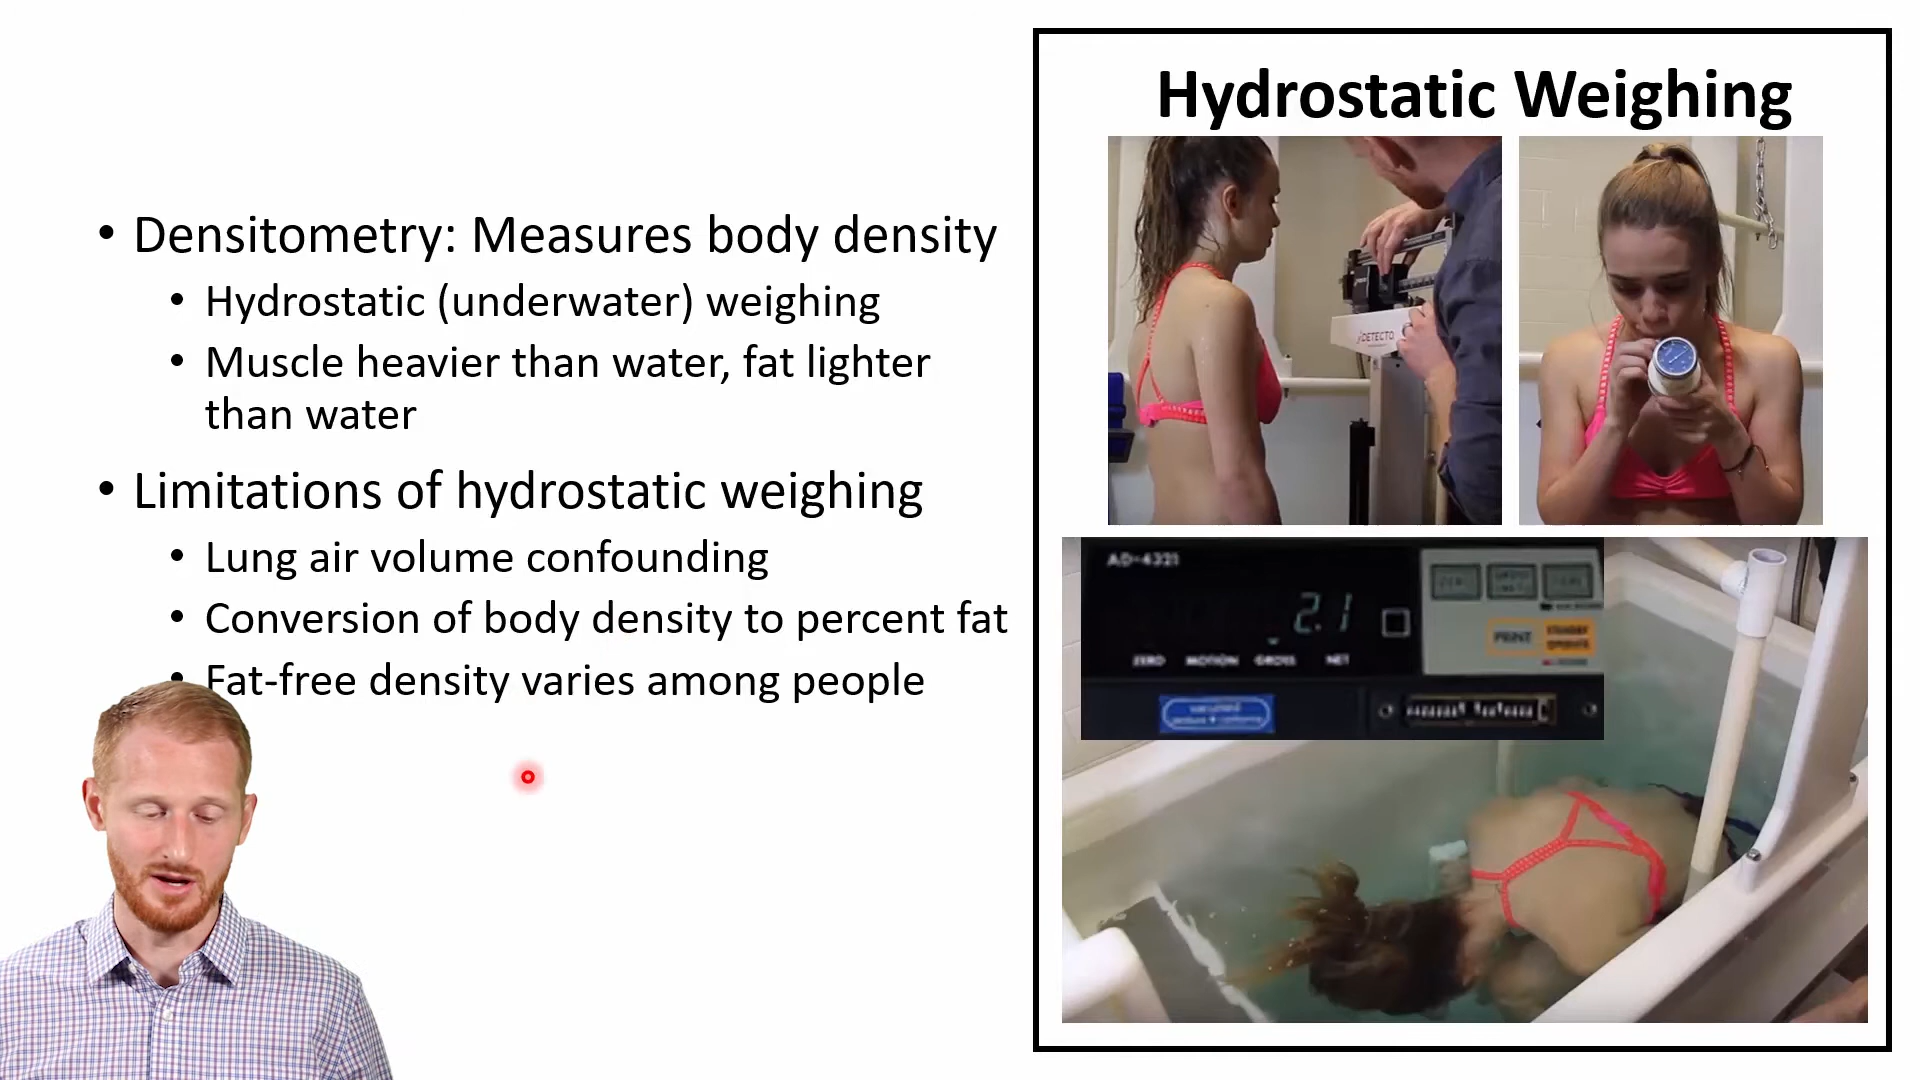 • Densitometry: Measures body density
• Hydrostatic (underwater) weighing
• Muscle heavier than water, fat lighter
than water
• Limitations of hydrostatic weighing
• Lung air volume confounding
• Conversion of body density to percent fat
• Fat-free density varies among people
Hydrostatic Weighing
DETECTO
AD-4321
2.1
ZERO MOTION GROSS NET
PRINT STANDBY
OPERATE